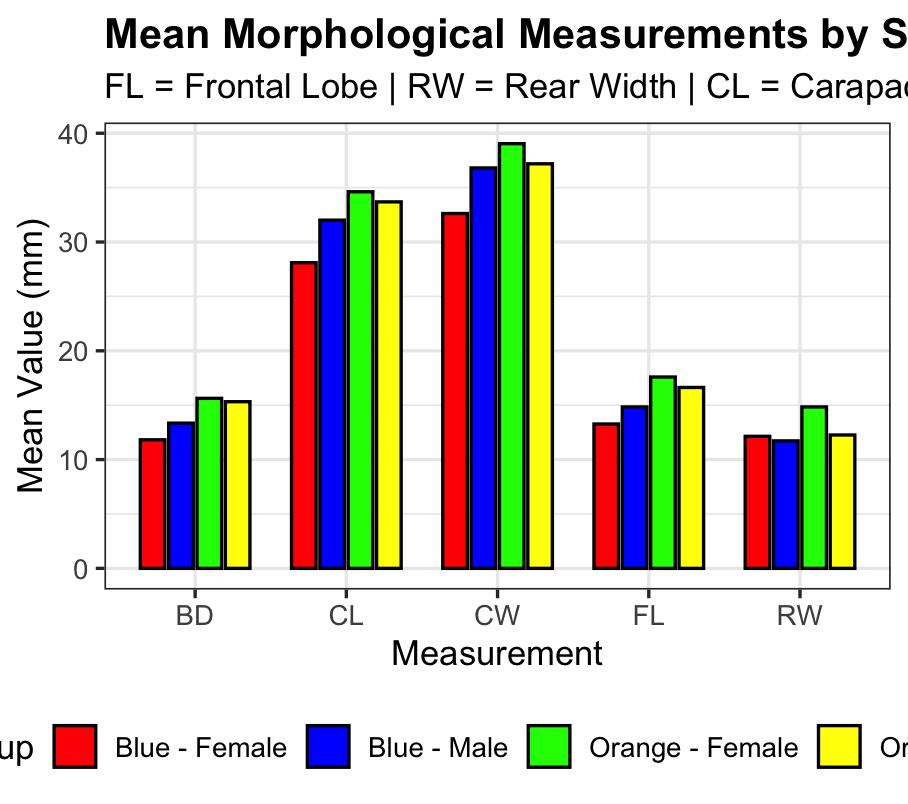 Mean Morphological Measurements by S
FL = Frontal Lobe | RW = Rear Width | CL = Carapac
Mean Value (mm)
40
30
20
10
0
BD CL CW FL RW
Measurement
up Blue - Female Blue - Male Orange - Female Or